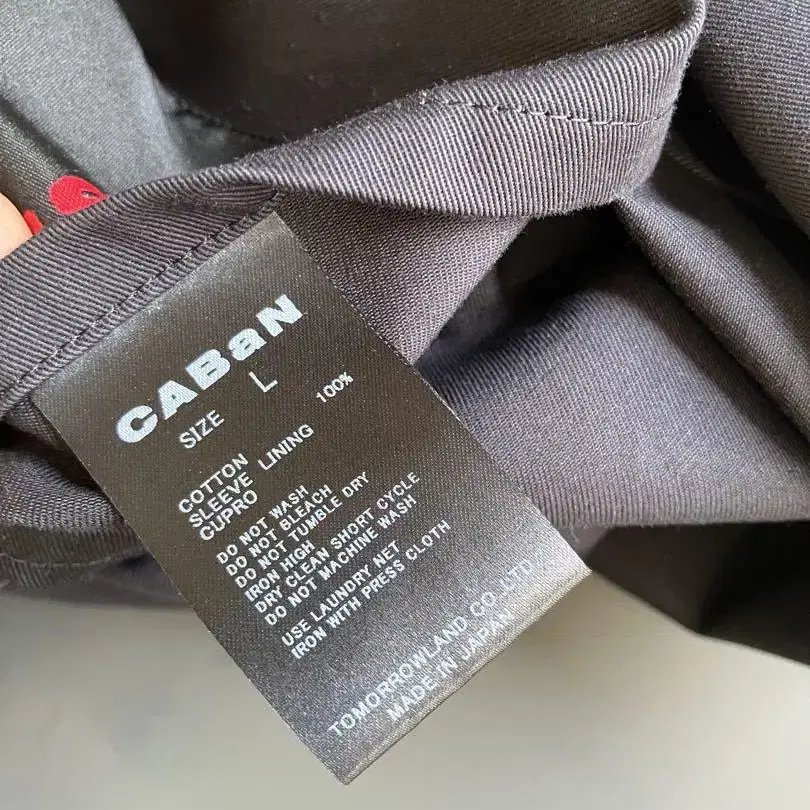 CABaN
SIZE L
COTTON 100%
SLEEVE LINING
CUPRO
DO NOT WASH
DO NOT BLEACH
DO NOT TUMBLE DRY
IRON HIGH
DRY CLEAN SHORT CYCLE
DO NOT MACHINE WASH
USE LAUNDRY NET
IRON WITH PRESS CLOTH
TOMORROWLAND CO.,LTD.
MADE IN JAPAN